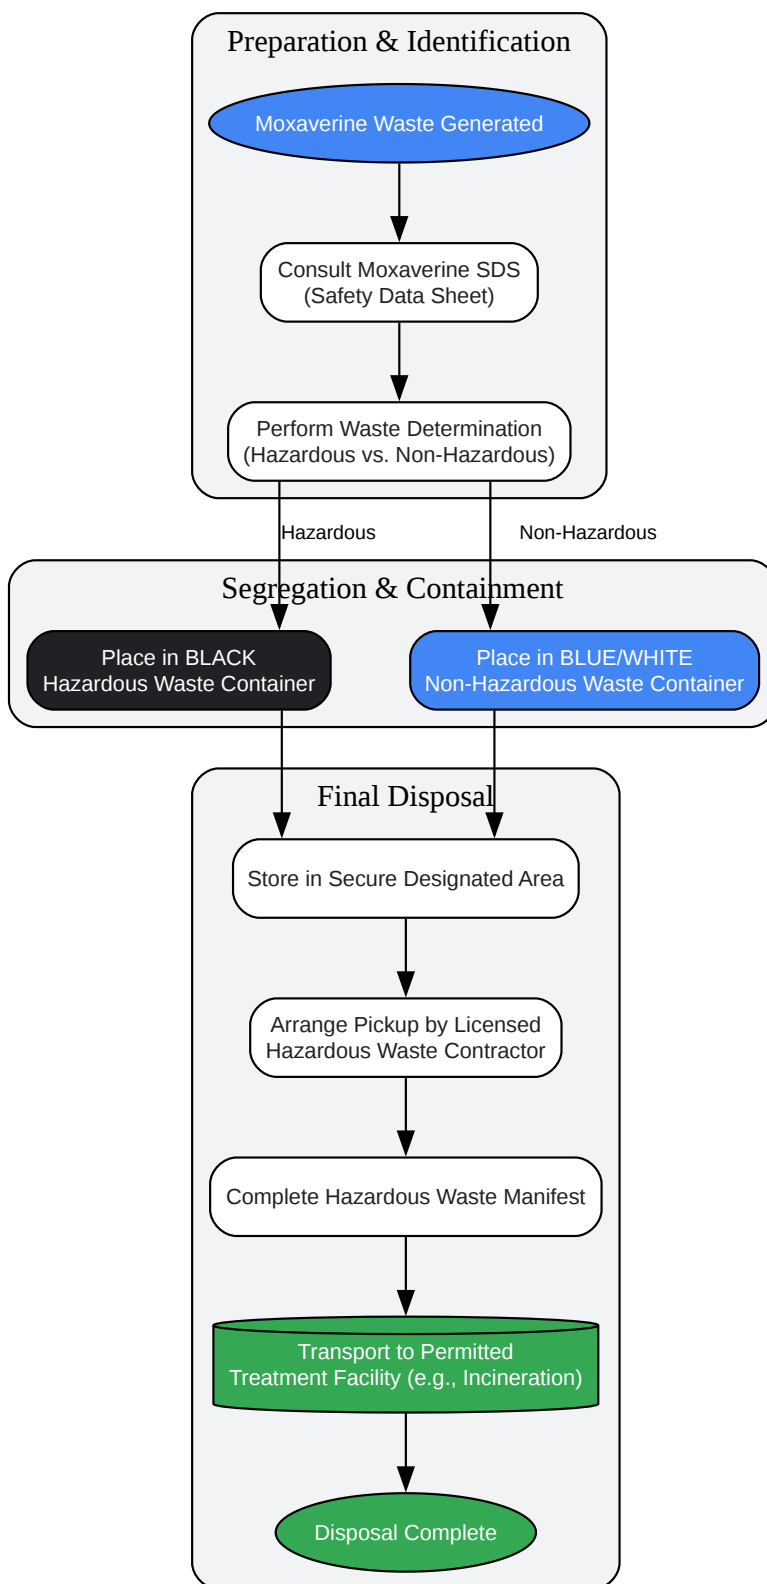 Preparation & Identification
Moxaverine Waste Generated
Consult Moxaverine SDS
(Safety Data Sheet)
Perform Waste Determination
(Hazardous vs. Non-Hazardous)
Hazardous
Non-Hazardous
Segregation & Containment
Place in BLACK
Hazardous Waste Container
Place in BLUE/WHITE
Non-Hazardous Waste Container
Final Disposal
Store in Secure Designated Area
Arrange Pickup by Licensed
Hazardous Waste Contractor
Complete Hazardous Waste Manifest
Transport to Permitted
Treatment Facility (e.g., Incineration)
Disposal Complete